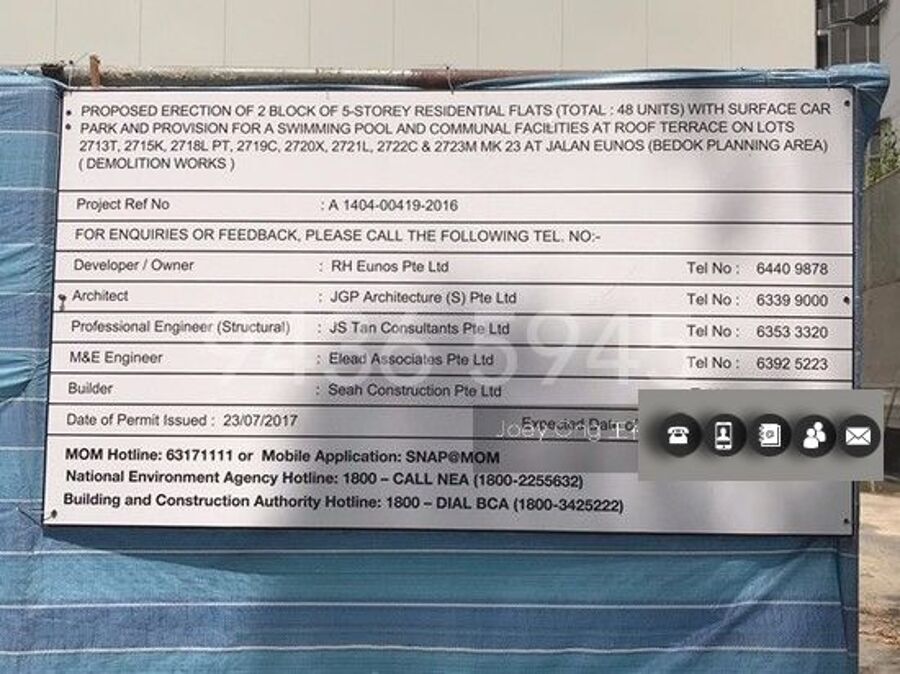 PROPOSED ERECTION OF 2 BLOCK OF 5-STOREY RESIDENTIAL FLATS (TOTAL : 48 UNITS) WITH SURFACE CAR
PARK AND PROVISION FOR A SWIMMING POOL AND COMMUNAL FACILITIES AT ROOF TERRACE ON LOTS
2713T, 2715K, 2718L PT, 2719C, 2720X, 2721L, 2722C & 2723M MK 23 AT JALAN EUNOS (BEDOK PLANNING AREA)
( DEMOLITION WORKS )
Project Ref No : A 1404-00419-2016
FOR ENQUIRIES OR FEEDBACK, PLEASE CALL THE FOLLOWING TEL. NO:-
Developer / Owner : RH Eunos Pte Ltd Tel No : 6440 9878
Architect : JGP Architecture (S) Pte Ltd Tel No : 6339 9000
Professional Engineer (Structural) : JS Tan Consultants Pte Ltd Tel No : 6353 3320
9436 5945
M&E Engineer : Elead Associates Pte Ltd Tel No : 6392 5223
Builder : Seah Construction Pte Ltd
Date of Permit Issued : 23/07/2017 Expected Date of
Joey Ong
MOM Hotline: 63171111 or Mobile Application: SNAP@MOM
National Environment Agency Hotline: 1800 – CALL NEA (1800-2255632)
Building and Construction Authority Hotline: 1800 – DIAL BCA (1800-3425222)